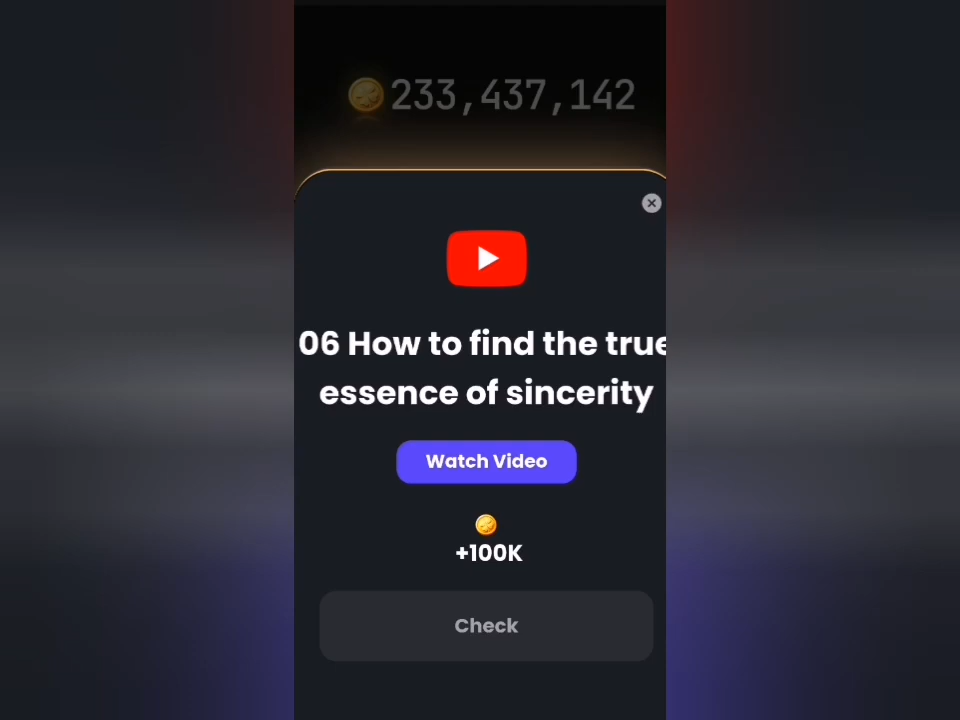 233,437,142
06 How to find the true
essence of sincerity
Watch Video
+100K
Check